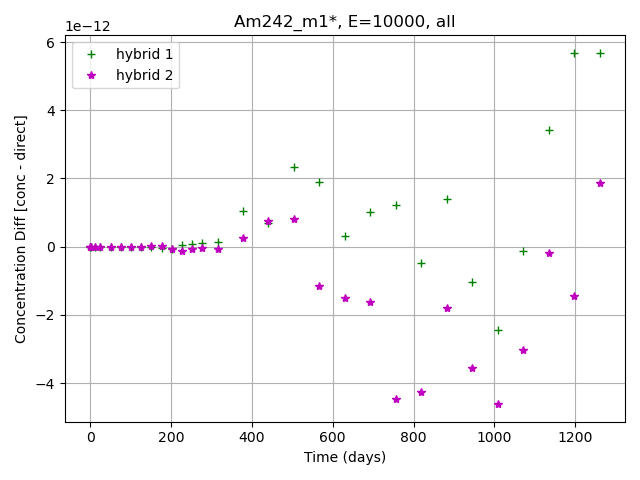 Am242_m1*, E=10000, all
1e−12
hybrid 1
hybrid 2
6
4
2
0
−2
−4
Concentration Diff [conc - direct]
0 200 400 600 800 1000 1200
Time (days)